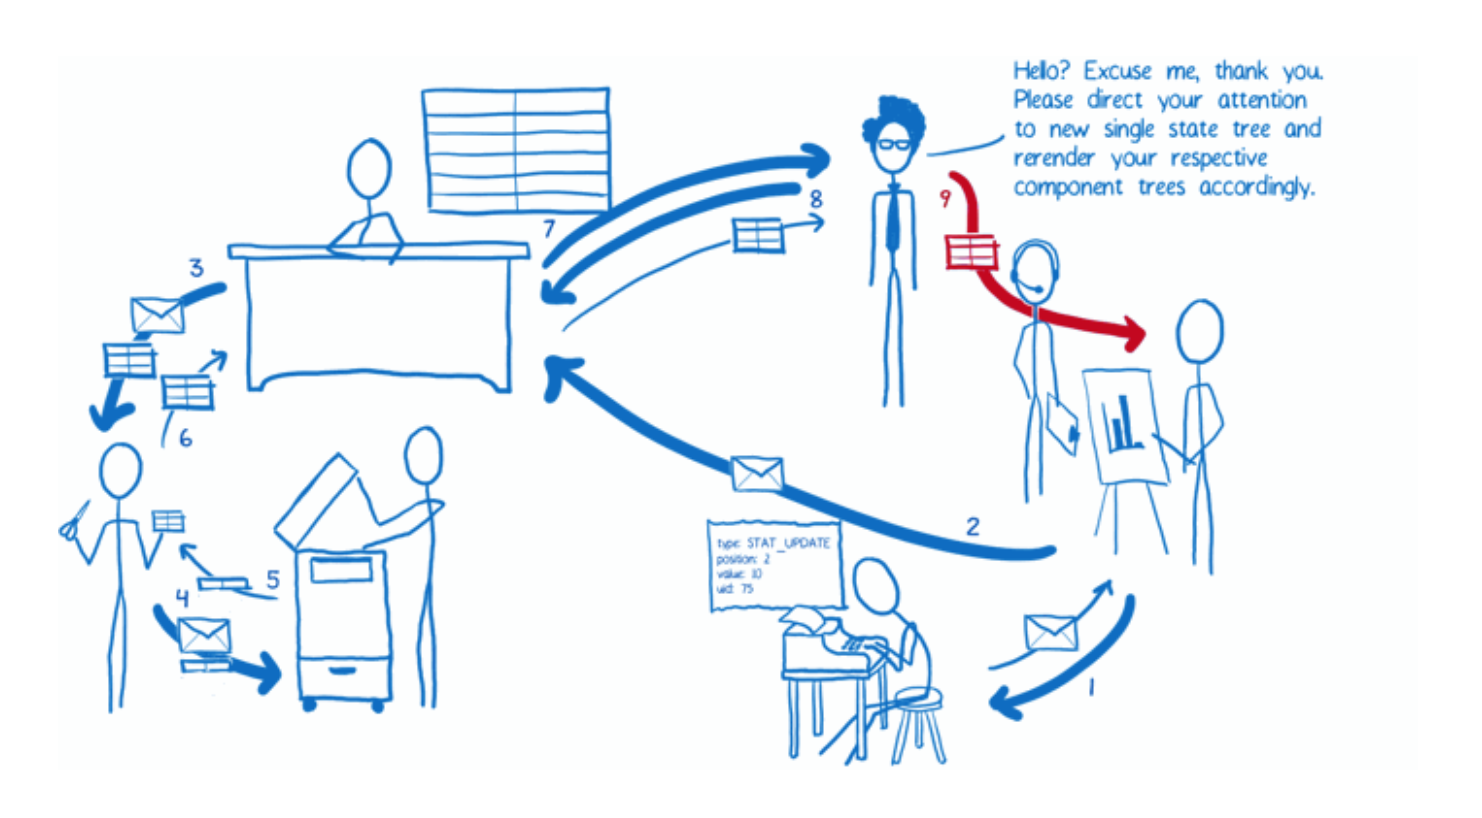 Hello? Excuse me, thank you.
Please direct your attention
to new single state tree and
rerender your respective
component trees accordingly.
7
8
9
3
6
5
4
2
type: STAT_UPDATE
position: 2
value: 10
uid: 75
1